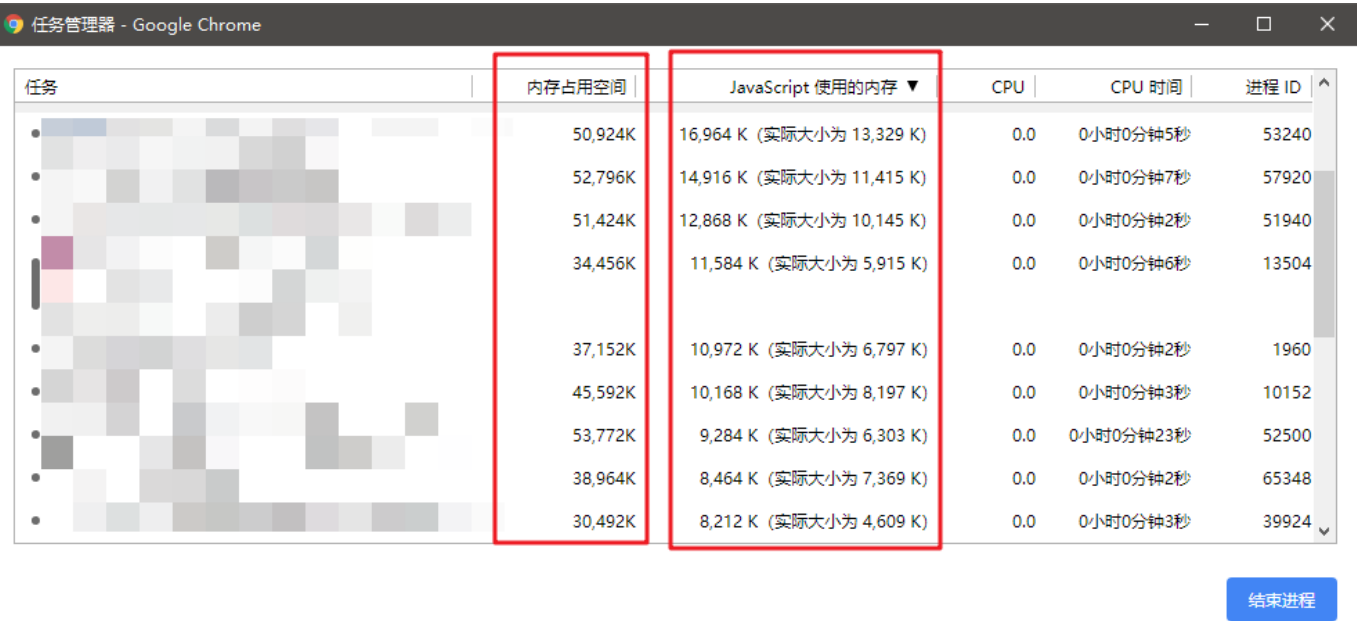 任务管理器 - Google Chrome
任务 内存占用空间 JavaScript 使用的内存 ▼ CPU CPU 时间 进程 ID
50,924K 16,964 K (实际大小为 13,329 K) 0.0 0小时0分钟5秒 53240
52,796K 14,916 K (实际大小为 11,415 K) 0.0 0小时0分钟7秒 57920
51,424K 12,868 K (实际大小为 10,145 K) 0.0 0小时0分钟2秒 51940
34,456K 11,584 K (实际大小为 5,915 K) 0.0 0小时0分钟6秒 13504
37,152K 10,972 K (实际大小为 6,797 K) 0.0 0小时0分钟2秒 1960
45,592K 10,168 K (实际大小为 8,197 K) 0.0 0小时0分钟3秒 10152
53,772K 9,284 K (实际大小为 6,303 K) 0.0 0小时0分钟23秒 52500
38,964K 8,464 K (实际大小为 7,369 K) 0.0 0小时0分钟2秒 65348
30,492K 8,212 K (实际大小为 4,609 K) 0.0 0小时0分钟3秒 39924
结束进程